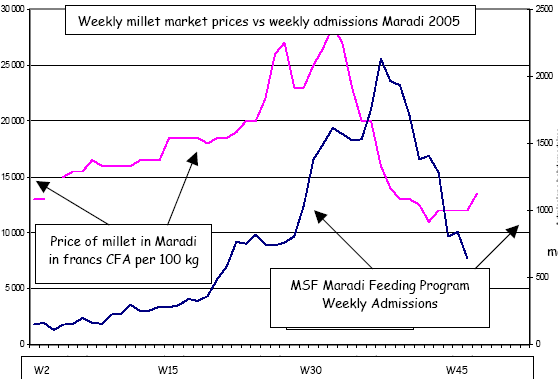 Weekly millet market prices vs weekly admissions Maradi 2005
30 000
25 000
20 000
15 000
10 000
5 000
0
2500
2000
1500
1000
500
0
Price of millet in Maradi
in francs CFA per 100 kg
MSF Maradi Feeding Program
Weekly Admissions
W2 W15 W30 W45